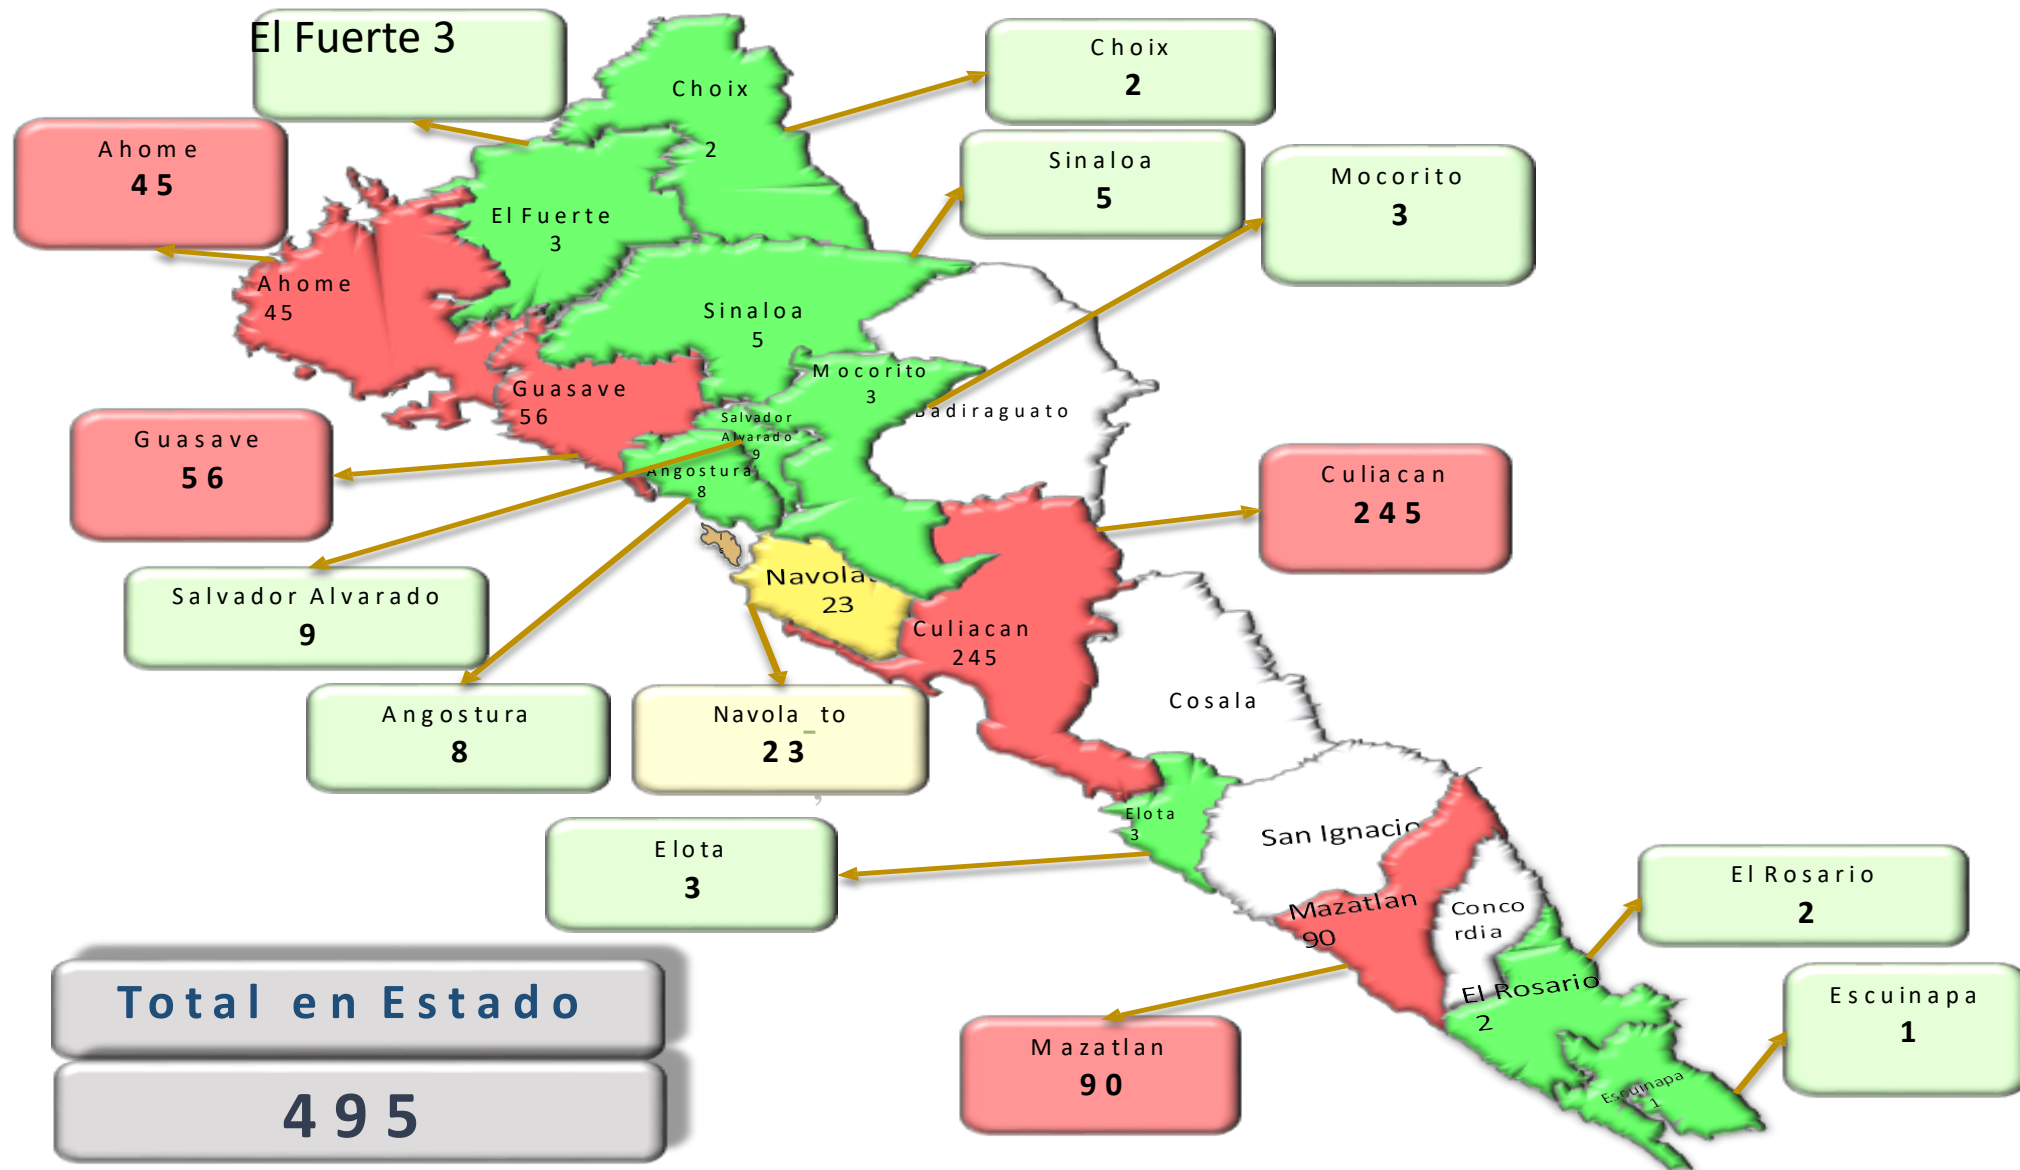 El Fuerte 3
Choix
2
Ahome
45
Sinaloa
5
Mocorito
3
Choix
2
El Fuerte
3
Ahome
45
Sinaloa
5
Mocorito
3
Guasave
56
Badiraguato
Salvador
Alvarado
9
Angostura
8
Guasave
56
Culiacan
245
Salvador Alvarado
9
Navola
23
Culiacan
245
Cosala
Angostura
8
Navola_to
23
,
Elota
3
San Ignacio
Elota
3
Mazatlan
90
Conco
rdia
El Rosario
2
El Rosario
2
Escuinapa
1
Escuinapa
1
Mazatlan
90
Total en Estado
495